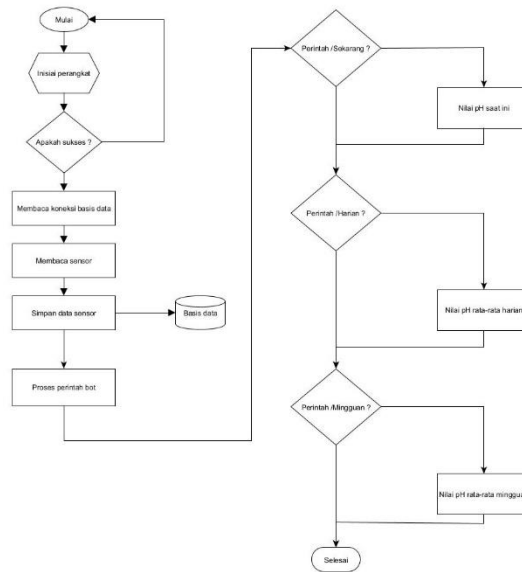 Mulai
Inisiai perangkat
Apakah sukses ?
Membaca koneksi basis data
Membaca sensor
Simpan data sensor
Basis data
Proses perintah bot
Perintah /Sekarang ?
Nilai pH saat ini
Perintah /Harian ?
Nilai pH rata-rata harian
Perintah /Mingguan ?
Nilai pH rata-rata minggua
Selesai